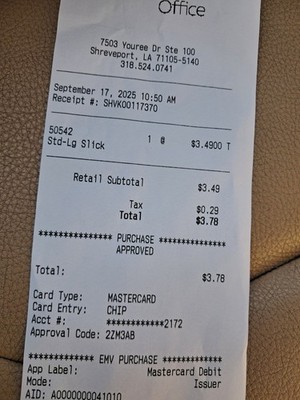 Office
7503 Youree Dr Ste 100
Shreveport, LA 71105-5140
318.524.0741
September 17, 2025 10:50 AM
Receipt #: SHVK00117370
50542 1 @ $3.4900 T
Std-Lg Slick
Retail Subtotal $3.49
Tax $0.29
Total $3.78
*************** PURCHASE ***************
APPROVED
Total: $3.78
Card Type: MASTERCARD
Card Entry: CHIP
Acct #: ************2172
Approval Code: 2ZM3AB
************* EMV PURCHASE *************
App Label: Mastercard Debit
Mode: Issuer
AID: A0000000041010